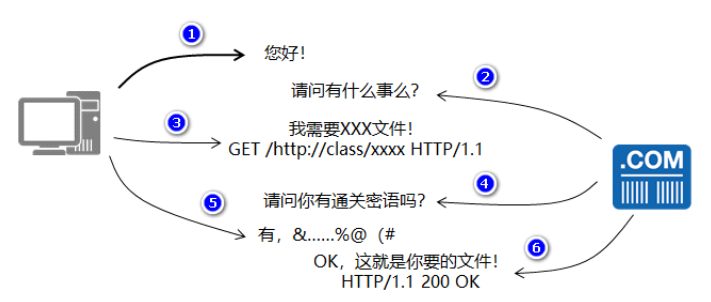 1
您好！
请问有什么事么？
2
3
我需要XXX文件！
GET /http://class/xxxx HTTP/1.1
.COM
请问你有通关密语吗？
4
5
有，&......%@（#
6
OK，这就是你要的文件！
HTTP/1.1 200 OK